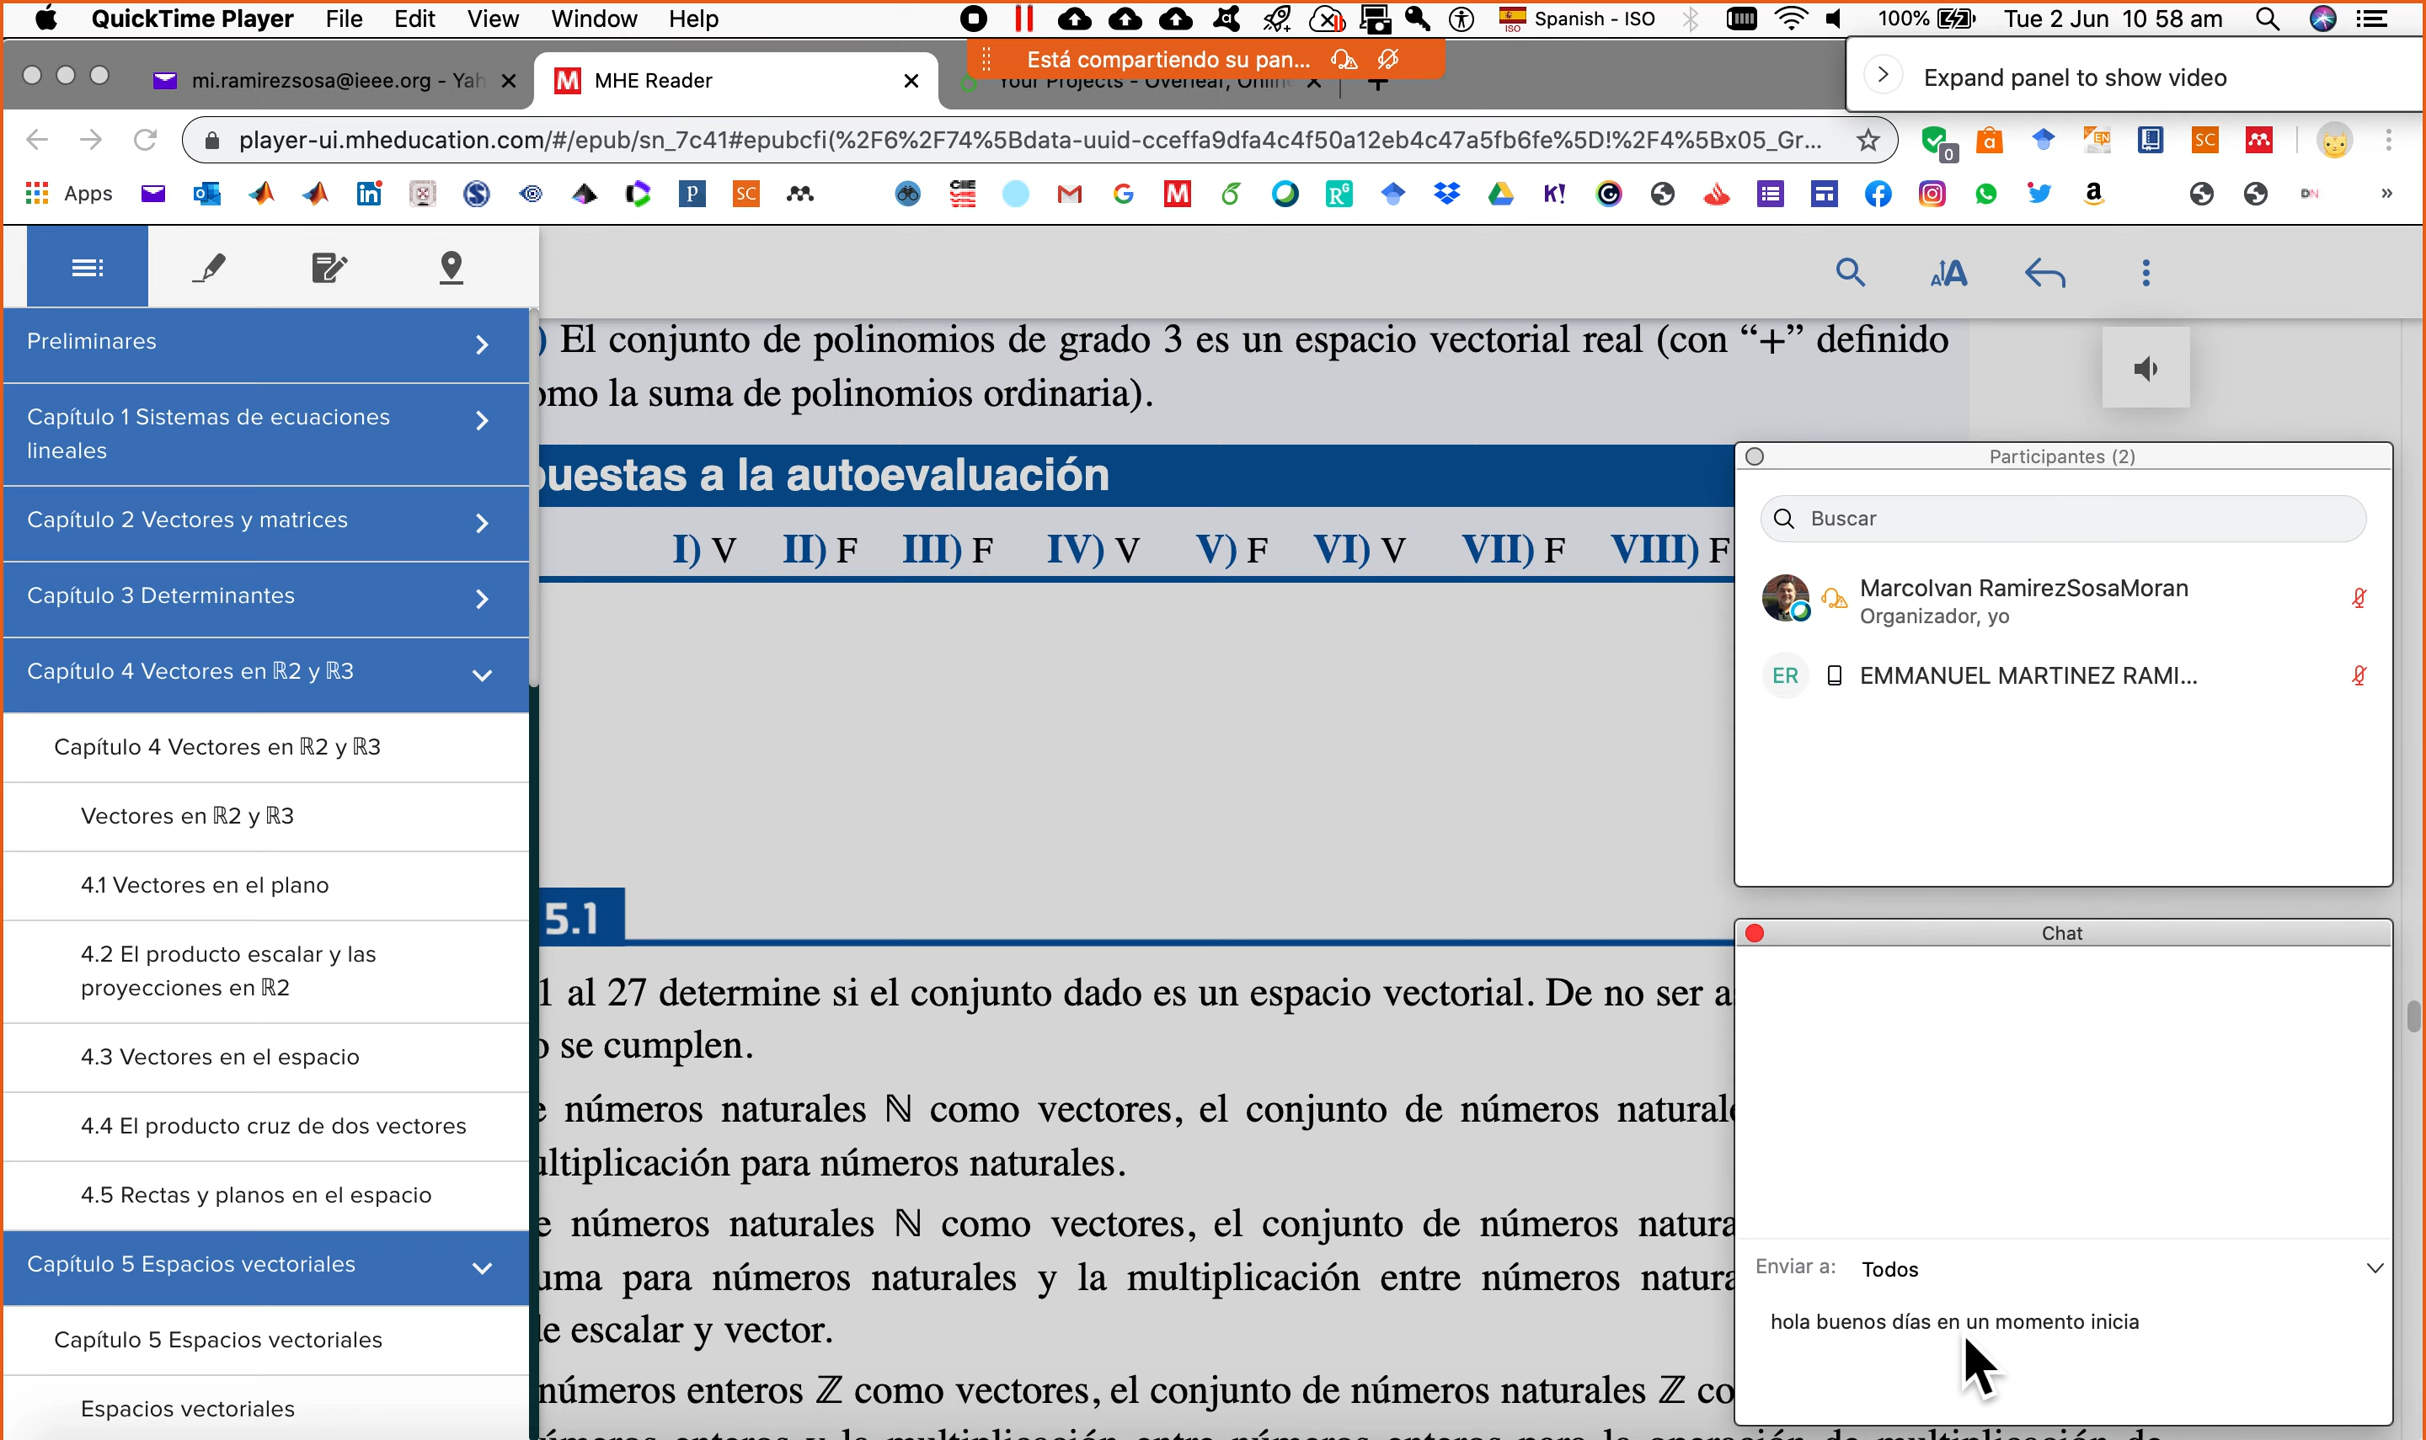 QuickTime Player File Edit View Window Help
Spanish - ISO 100% Tue 2 Jun 10 58 am
Está compartiendo su pan...
Expand panel to show video
mi.ramirezsosa@ieee.org - Yah
MHE Reader
Your Projects - Overleaf, Onlin
player-ui.mheducation.com/#/epub/sn_7c41#epubcfi(%2F6%2F74%5Bdata-uuid-cceffa9dfa4c4f50a12eb4c47a5fb6fe%5D!%2F4%5Bx05_Gr...
Apps
Preliminares
Capítulo 1 Sistemas de ecuaciones
lineales
Capítulo 2 Vectores y matrices
Capítulo 3 Determinantes
Capítulo 4 Vectores en ℝ2 y ℝ3
Capítulo 4 Vectores en ℝ2 y ℝ3
Vectores en ℝ2 y ℝ3
4.1 Vectores en el plano
4.2 El producto escalar y las
proyecciones en ℝ2
4.3 Vectores en el espacio
4.4 El producto cruz de dos vectores
4.5 Rectas y planos en el espacio
Capítulo 5 Espacios vectoriales
Capítulo 5 Espacios vectoriales
Espacios vectoriales
) El conjunto de polinomios de grado 3 es un espacio vectorial real (con “+” definido
omo la suma de polinomios ordinaria).
puestas a la autoevaluación
I) V II) F III) F IV) V V) F VI) V VII) F VIII) F
5.1
1 al 27 determine si el conjunto dado es un espacio vectorial. De no ser a
o se cumplen.
e números naturales ℕ como vectores, el conjunto de números natural
ultiplicación para números naturales.
e números naturales ℕ como vectores, el conjunto de números natura
uma para números naturales y la multiplicación entre números natura
le escalar y vector.
números enteros ℤ como vectores, el conjunto de números naturales ℤ co
Participantes (2)
Buscar
MarcoIvan RamirezSosaMoran
Organizador, yo
ER EMMANUEL MARTINEZ RAMI...
Chat
Enviar a: Todos
hola buenos días en un momento inicia